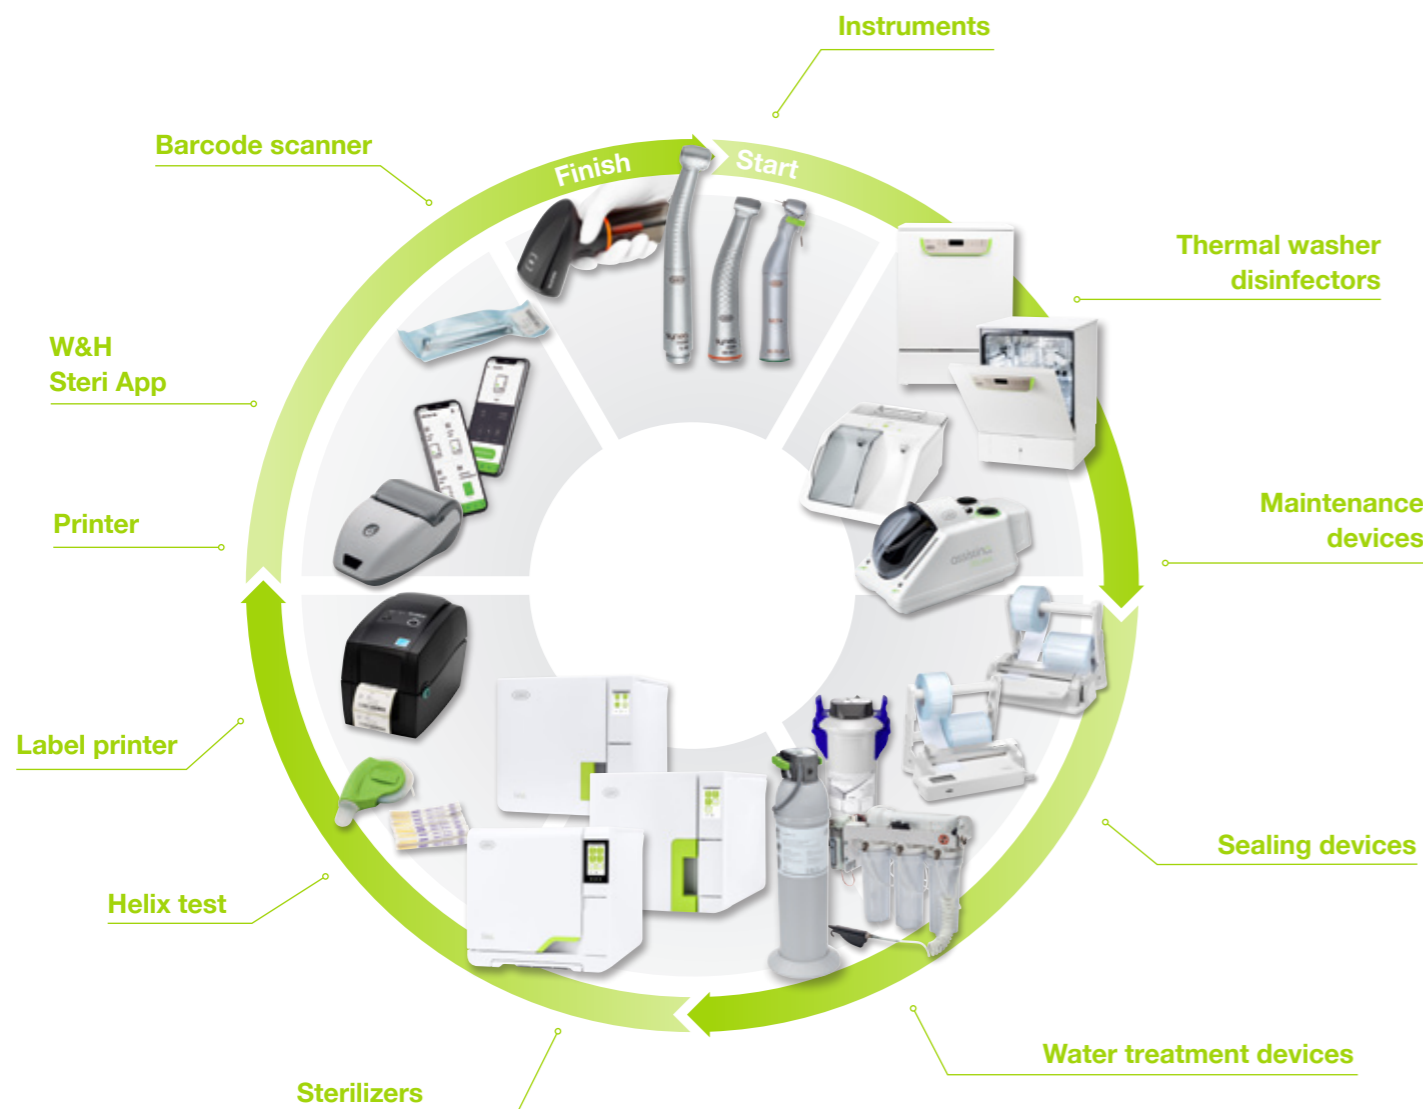 Instruments
Barcode scanner
Finish
Start
Thermal washer
disinfectors
W&H
Steri App
Printer
Maintenance
devices
assistina
Label printer
Sealing devices
Helix test
Water treatment devices
Sterilizers